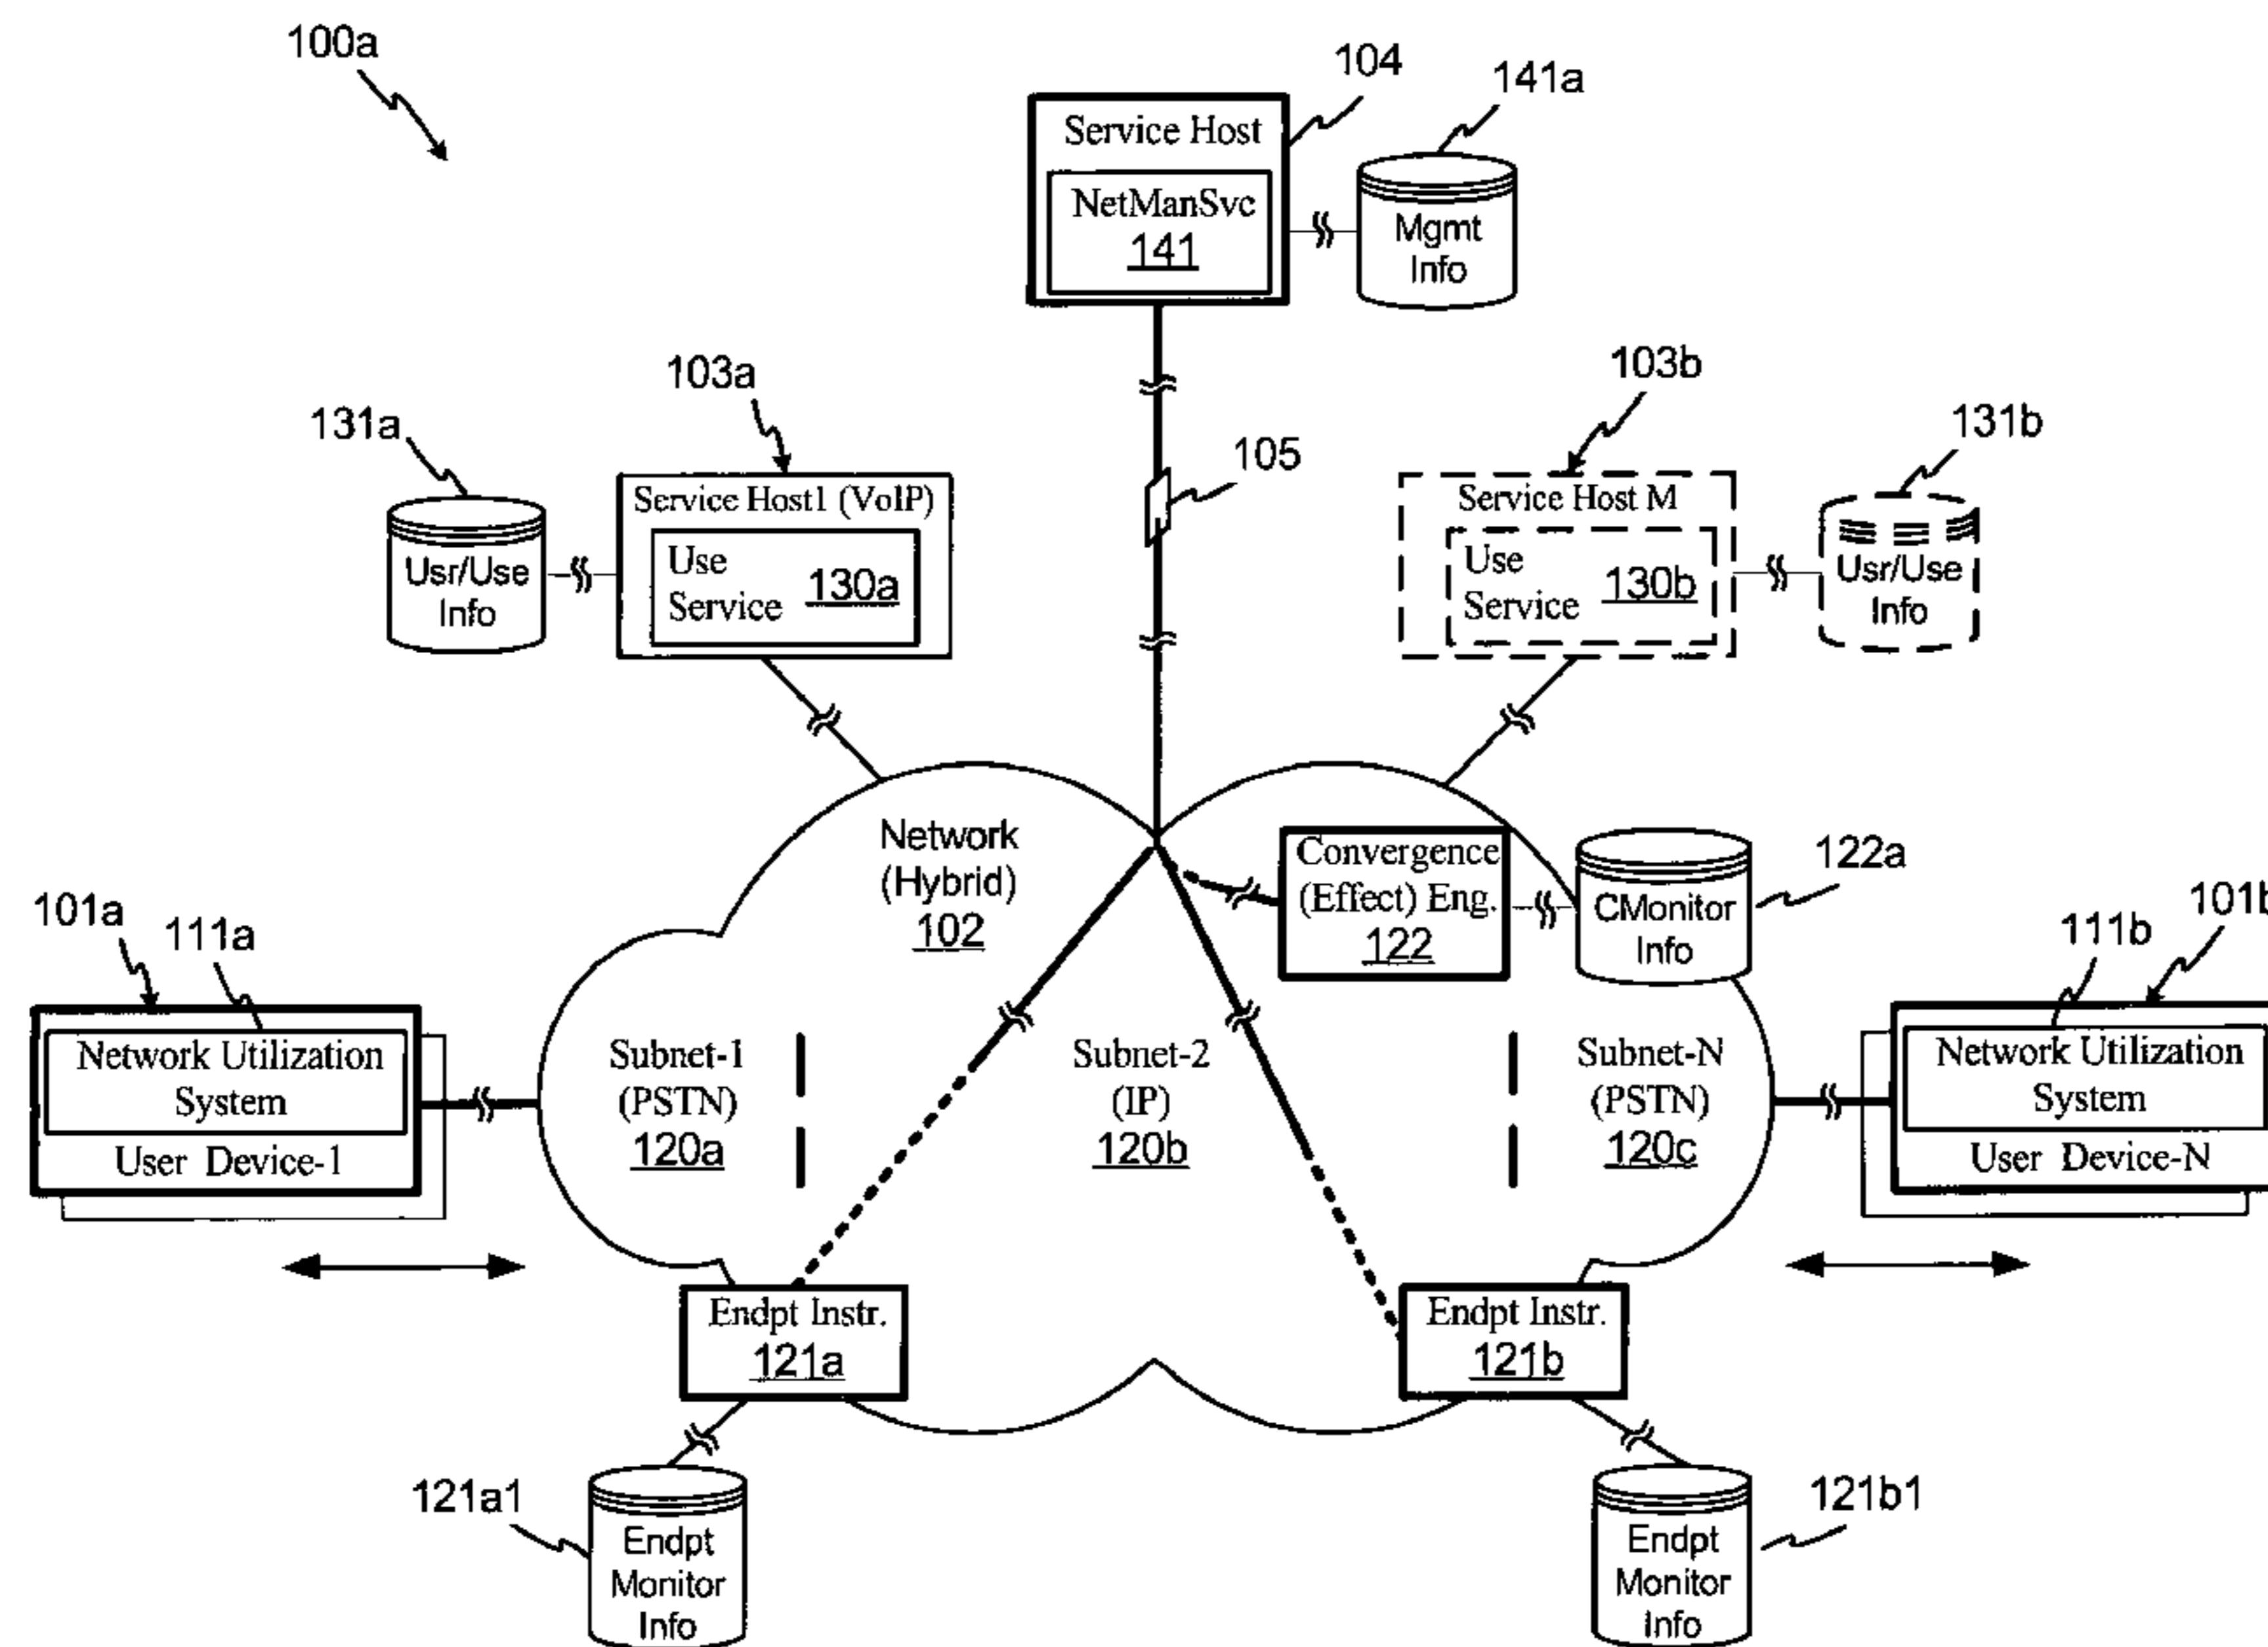 100a
104
141a
Service Host
NetManSvc
141
Mgmt
Info
103a
103b
131a
131b
105
Service Host1 (VoIP)
Use
Service 130a
Usr/Use
Info
Service Host M
Use
Service 130b
Usr/Use
Info
Network
(Hybrid)
102
Convergence
(Effect) Eng.
122
CMonitor
Info
122a
101a
111a
101b
111b
Network Utilization
System
User Device-1
Subnet-1
(PSTN)
120a
Subnet-2
(IP)
120b
Subnet-N
(PSTN)
120c
Network Utilization
System
User Device-N
Endpt Instr.
121a
Endpt Instr.
121b
121a1
Endpt
Monitor
Info
121b1
Endpt
Monitor
Info